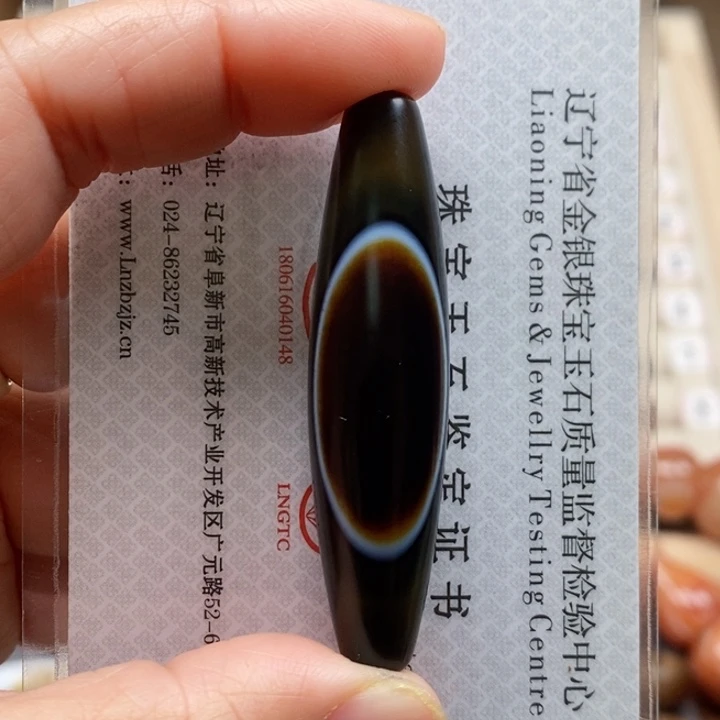 辽宁省金银珠宝玉石质量监督检验中心
Liaoning Gems & Jewellry Testing Centre
珠宝玉石鉴定证书
180616040148
LNGTC
址：辽宁省阜新市高新技术产业开发区广元路52-6
话：024-86232745
：www.Lnzbzjz.cn